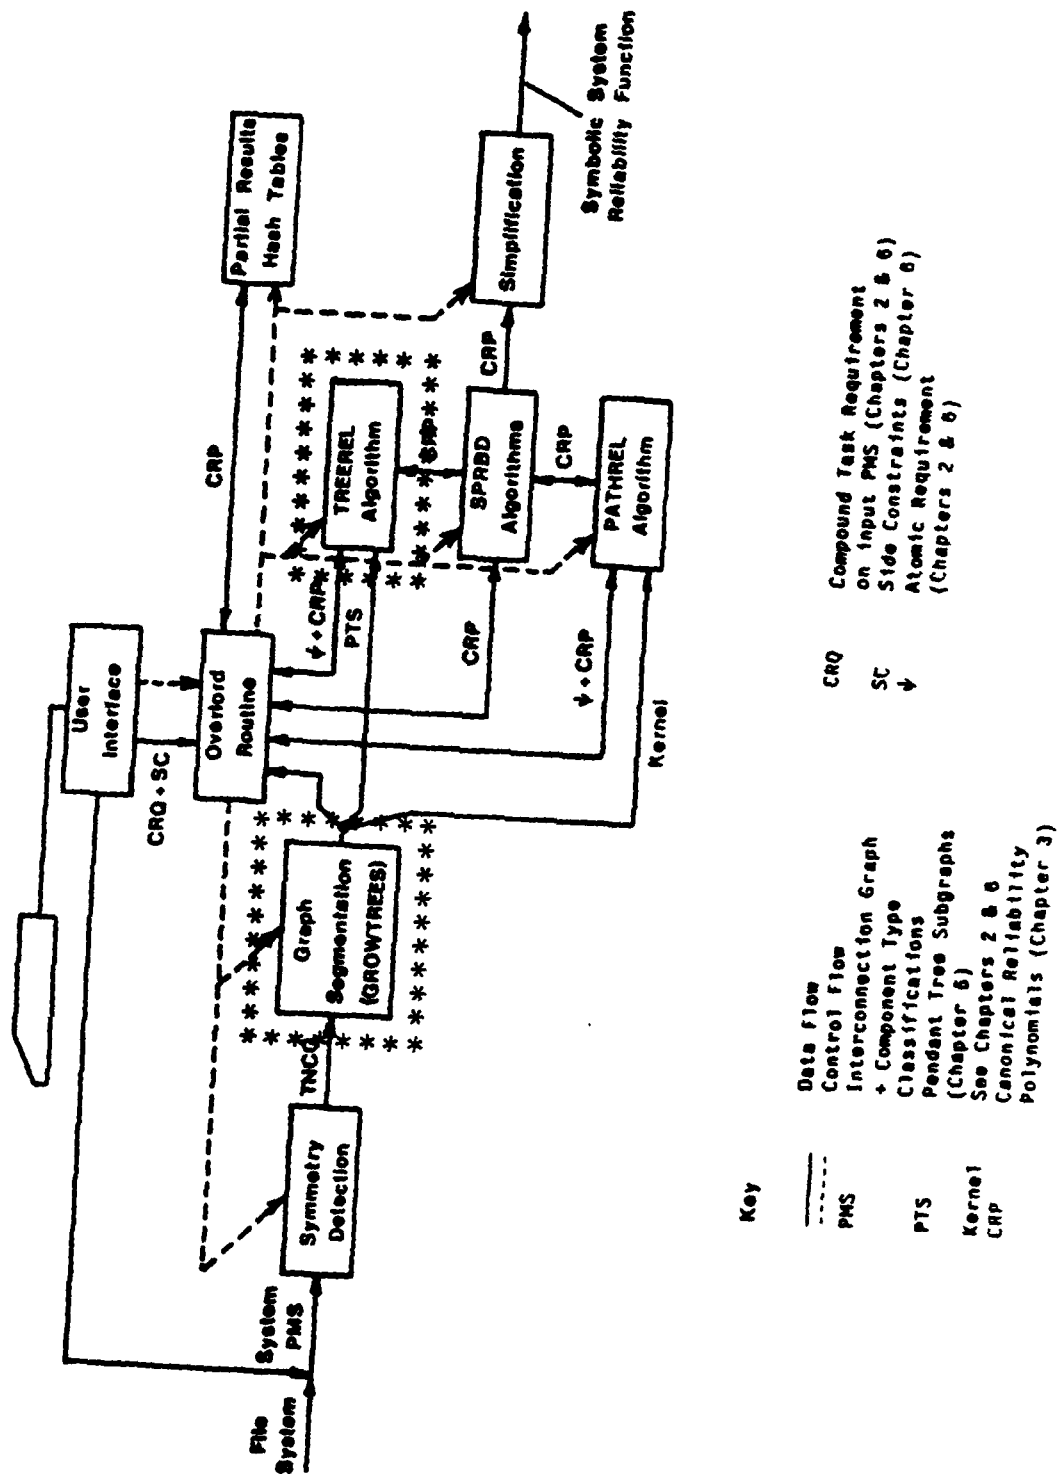 File
System
System
PMS
Symmetry
Detection
TNCG
Graph
Segmentation
(GROWTREES)
User
Interface
CRQ + SC
Overlord
Routine
CRP
Partial Results
Hash Tables
ψ + CRP
PTS
TREEREL
Algorithm
CRP
CRP
SPRBD
Algorithms
CRP
Simplification
Symbolic System
Reliability Function
CRP
ψ + CRP
PATHREL
Algorithm
Kernel
Key
Data Flow
Control Flow
PMS Interconnection Graph
+ Component Type
Classifications
PTS Pendant Tree Subgraphs
(Chapter 6)
Kernel See Chapters 2 & 6
CRP Canonical Reliability
Polynomials (Chapter 3)
CRQ Compound Task Requirement
on input PMS (Chapters 2 & 6)
SC Side Constraints (Chapter 6)
ψ Atomic Requirement
(Chapters 2 & 6)